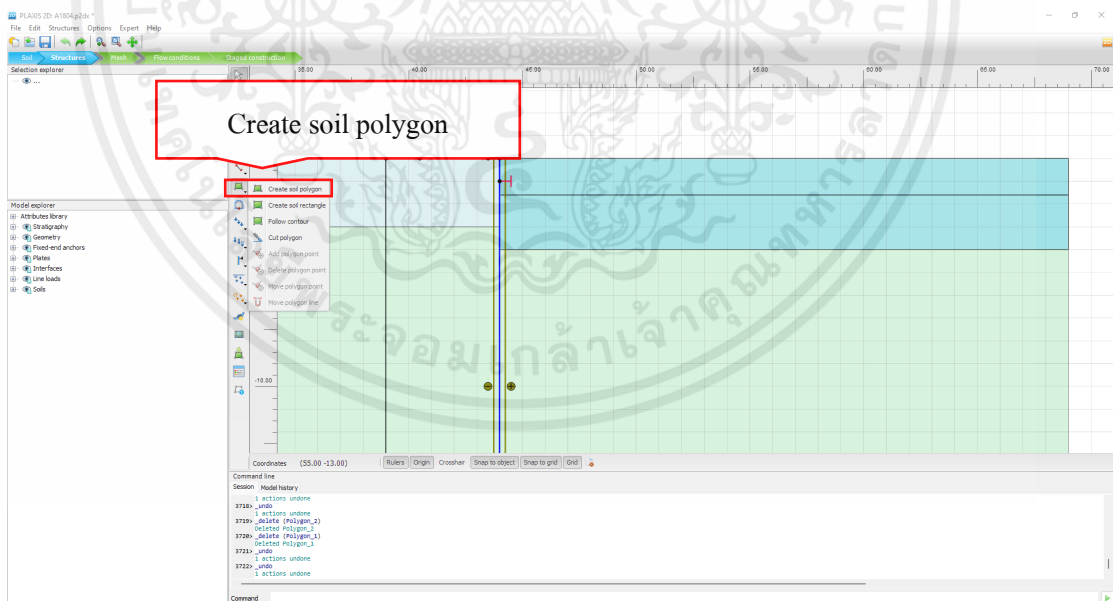 PLAXIS 2D: A1804.p2dx *
File Edit Structures Options Expert Help
Soil Structures Mesh Flow conditions Staged construction
Selection explorer
...
35.00 40.00 45.00 50.00 55.00 60.00 65.00 70.00
Create soil polygon
Create soil polygon
Create soil rectangle
Follow contour
Cut polygon
Add polygon point
Delete polygon point
Move polygon point
Move polygon line
Model explorer
Attributes library
Stratigraphy
Geometry
Fixed-end anchors
Plates
Interfaces
Line loads
Soils
-10.00
Coordinates (55.00 -13.00) Rulers Origin Crosshair Snap to object Snap to grid Grid
Command line
Session Model history
1 actions undone
3718> _undo
1 actions undone
3719> _delete (Polygon_2)
Deleted Polygon_2
3720> _delete (Polygon_1)
Deleted Polygon_1
3721> _undo
1 actions undone
3722> _undo
1 actions undone
Command